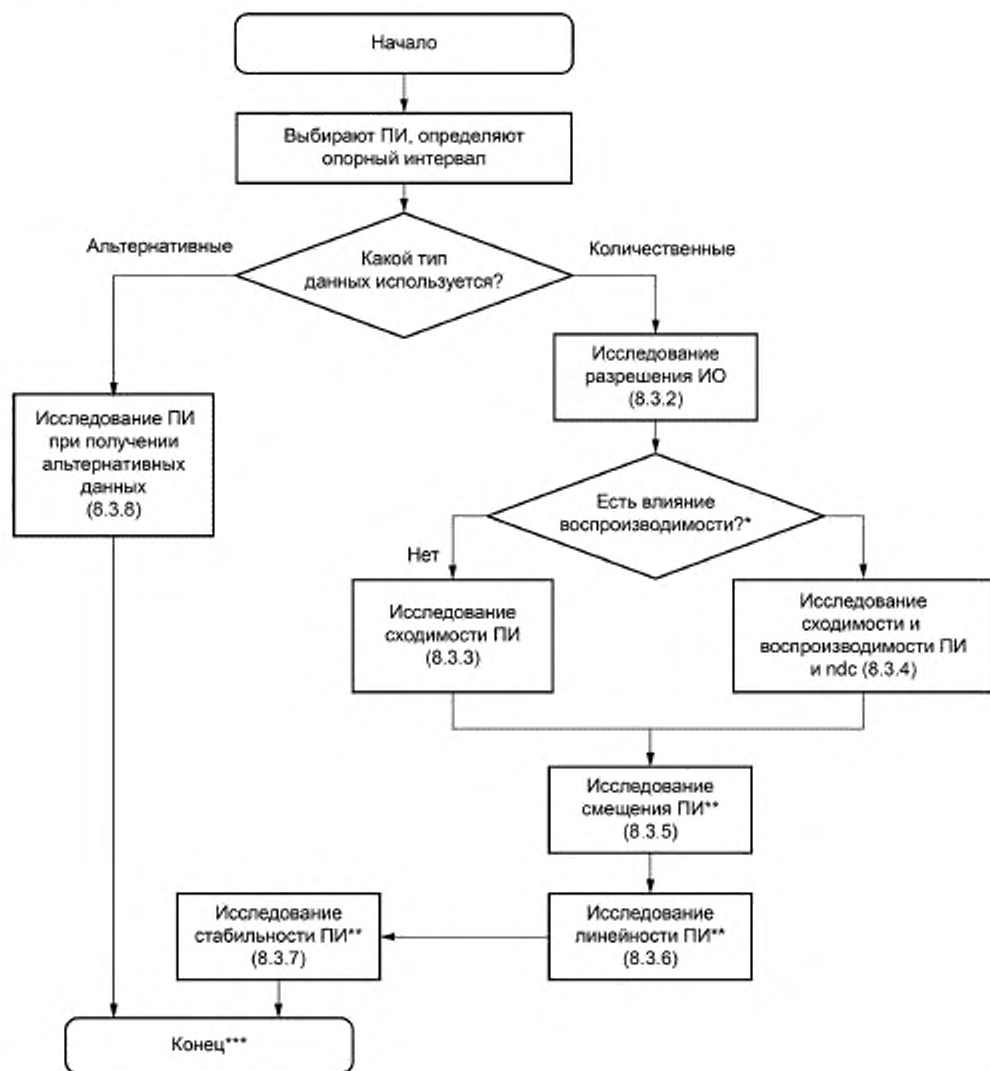 Начало
Выбирают ПИ, определяют
опорный интервал
Альтернативные
Какой тип
данных используется?
Количественные
Исследование
разрешения ИО
(8.3.2)
Исследование ПИ
при получении
альтернативных
данных
(8.3.8)
Есть влияние
воспроизводимости?*
Нет
Исследование
сходимости ПИ
(8.3.3)
Исследование
сходимости и
воспроизводимости ПИ
и ndc (8.3.4)
Исследование
смещения ПИ**
(8.3.5)
Исследование
стабильности ПИ**
(8.3.7)
Исследование
линейности ПИ**
(8.3.6)
Конец***